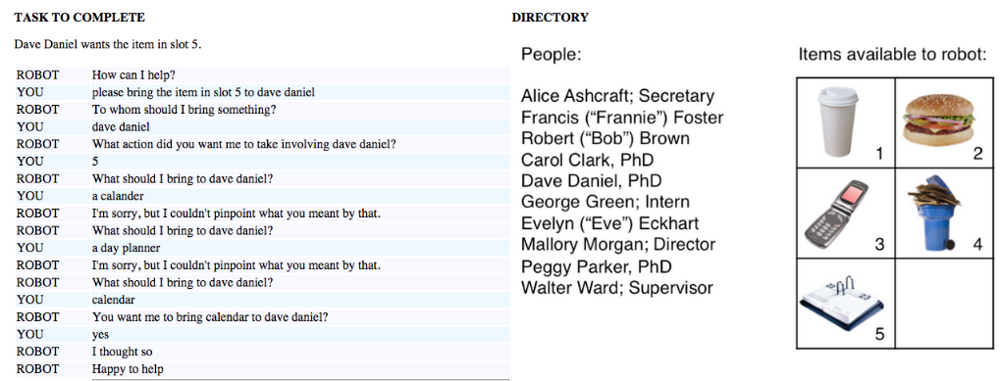 TASK TO COMPLETE
Dave Daniel wants the item in slot 5.
ROBOT How can I help?
YOU please bring the item in slot 5 to dave daniel
ROBOT To whom should I bring something?
YOU dave daniel
ROBOT What action did you want me to take involving dave daniel?
YOU 5
ROBOT What should I bring to dave daniel?
YOU a calander
ROBOT I'm sorry, but I couldn't pinpoint what you meant by that.
ROBOT What should I bring to dave daniel?
YOU a day planner
ROBOT I'm sorry, but I couldn't pinpoint what you meant by that.
ROBOT What should I bring to dave daniel?
YOU calendar
ROBOT You want me to bring calendar to dave daniel?
YOU yes
ROBOT I thought so
ROBOT Happy to help
DIRECTORY
People:
Alice Ashcraft; Secretary
Francis (“Frannie”) Foster
Robert (“Bob”) Brown
Carol Clark, PhD
Dave Daniel, PhD
George Green; Intern
Evelyn (“Eve”) Eckhart
Mallory Morgan; Director
Peggy Parker, PhD
Walter Ward; Supervisor
Items available to robot:
1
2
3
4
23
5